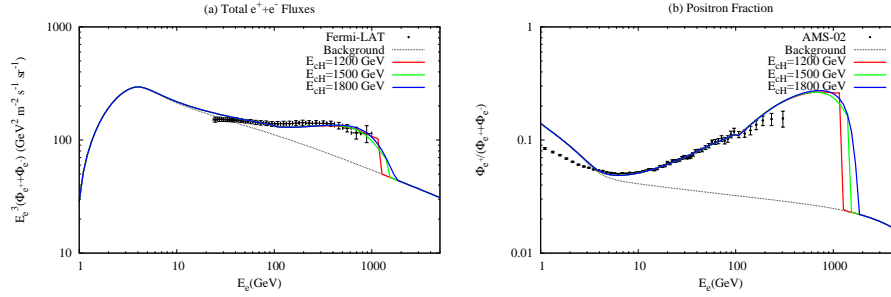 (a) Total e⁺+e⁻ Fluxes
Fermi-LAT
Background
E_cH=1200 GeV
E_cH=1500 GeV
E_cH=1800 GeV
E_e³(Φ_e⁺+Φ_e⁻) (GeV² m⁻² s⁻¹ sr⁻¹)
1000
100
10
1 10 100 1000
E_e(GeV)
(b) Positron Fraction
AMS-02
Background
E_cH=1200 GeV
E_cH=1500 GeV
E_cH=1800 GeV
Φ_e⁺/(Φ_e⁺+Φ_e⁻)
1
0.1
0.01
1 10 100 1000
E_e(GeV)